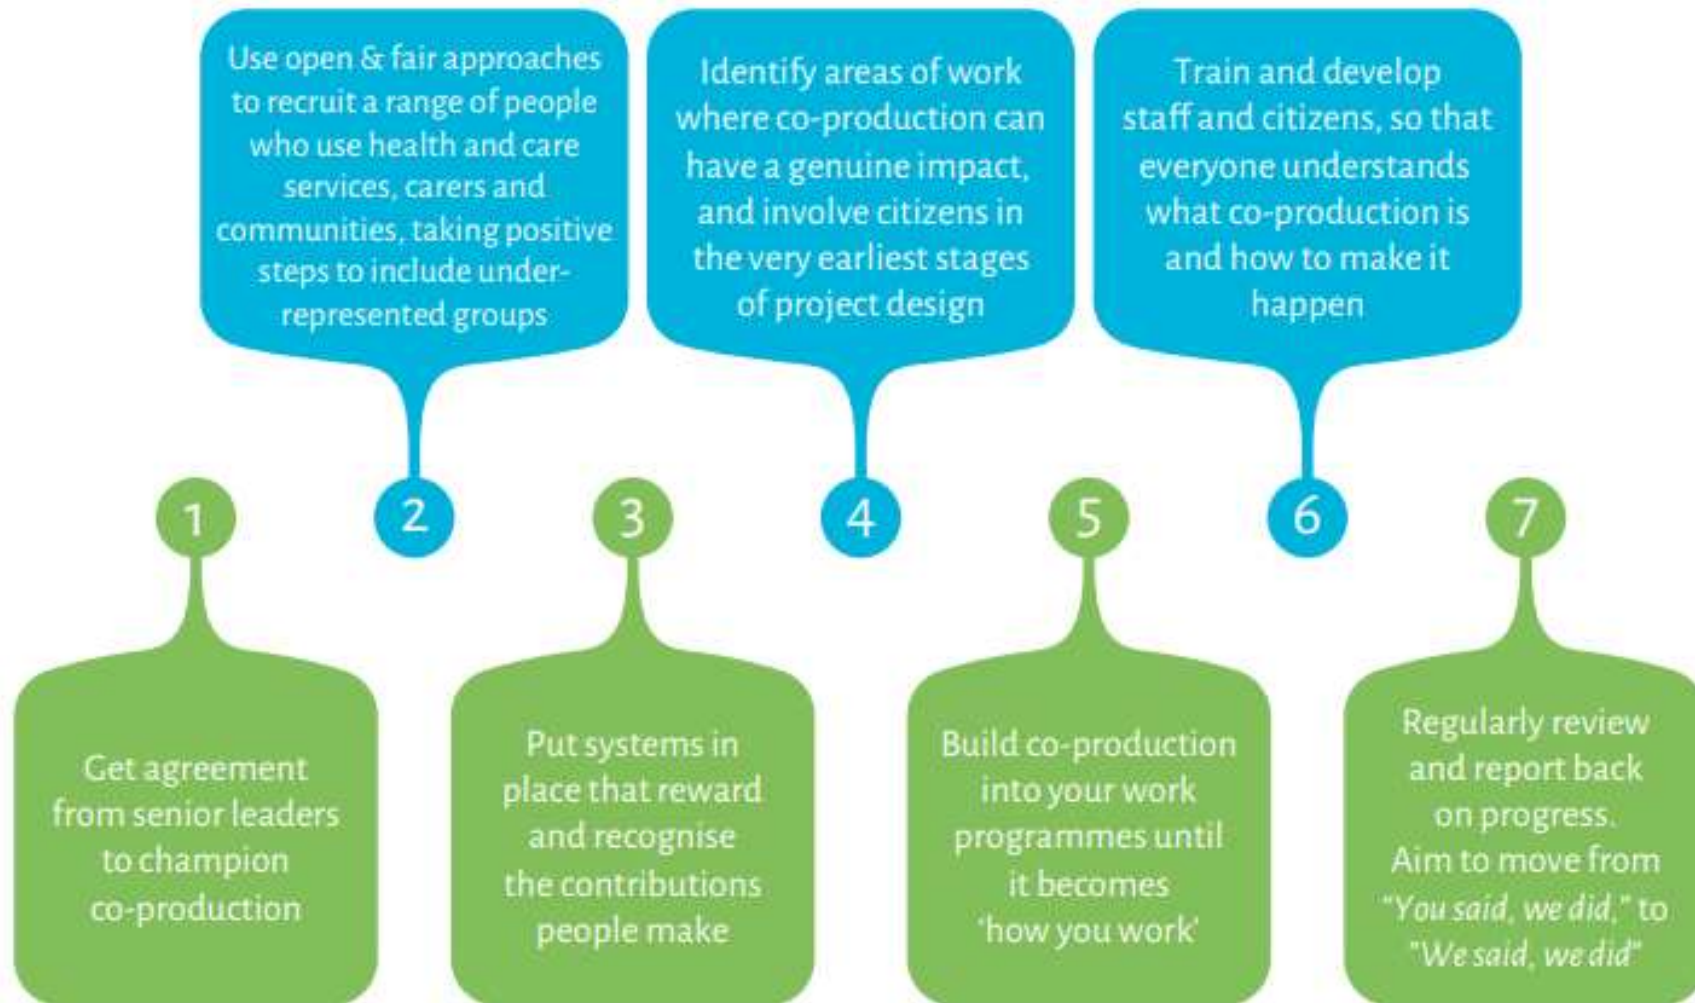 Use open & fair approaches
to recruit a range of people
who use health and care
services, carers and
communities, taking positive
steps to include under-
represented groups
Identify areas of work
where co-production can
have a genuine impact,
and involve citizens in
the very earliest stages
of project design
Train and develop
staff and citizens, so that
everyone understands
what co-production is
and how to make it
happen
1
2
3
4
5
6
7
Get agreement
from senior leaders
to champion
co-production
Put systems in
place that reward
and recognise
the contributions
people make
Build co-production
into your work
programmes until
it becomes
'how you work'
Regularly review
and report back
on progress.
Aim to move from
"You said, we did," to
"We said, we did"